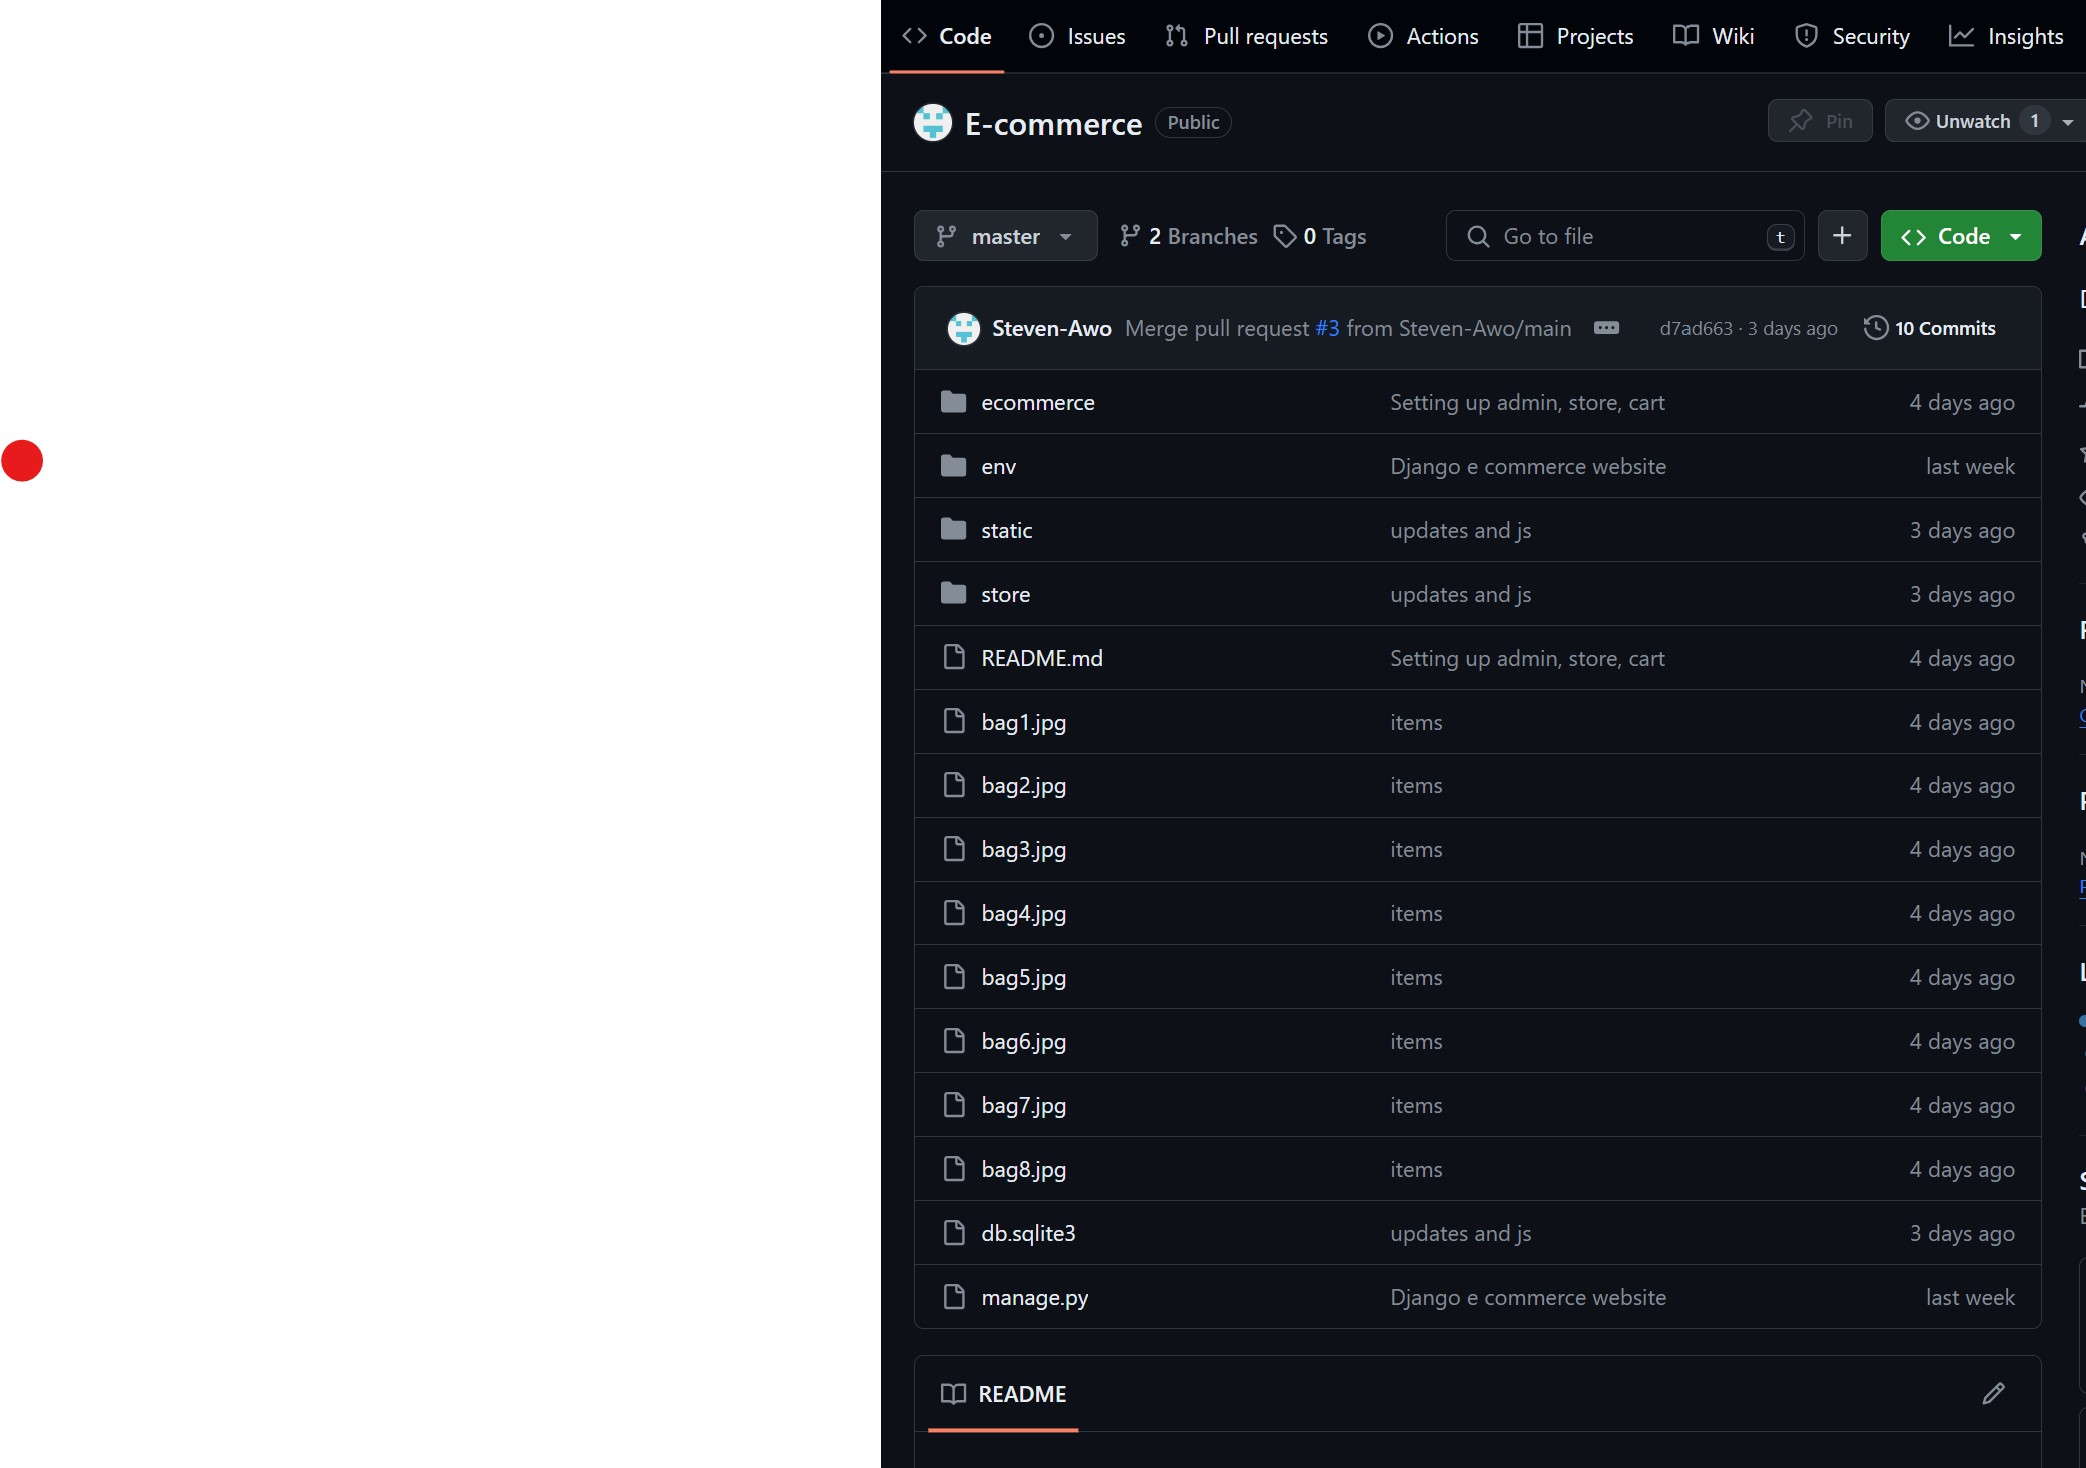 Code Issues Pull requests Actions Projects Wiki Security Insights
E-commerce Public Pin Unwatch 1
master 2 Branches 0 Tags Go to file t + Code
Steven-Awo Merge pull request #3 from Steven-Awo/main d7ad663 · 3 days ago 10 Commits
ecommerce Setting up admin, store, cart 4 days ago
env Django e commerce website last week
static updates and js 3 days ago
store updates and js 3 days ago
README.md Setting up admin, store, cart 4 days ago
bag1.jpg items 4 days ago
bag2.jpg items 4 days ago
bag3.jpg items 4 days ago
bag4.jpg items 4 days ago
bag5.jpg items 4 days ago
bag6.jpg items 4 days ago
bag7.jpg items 4 days ago
bag8.jpg items 4 days ago
db.sqlite3 updates and js 3 days ago
manage.py Django e commerce website last week
README